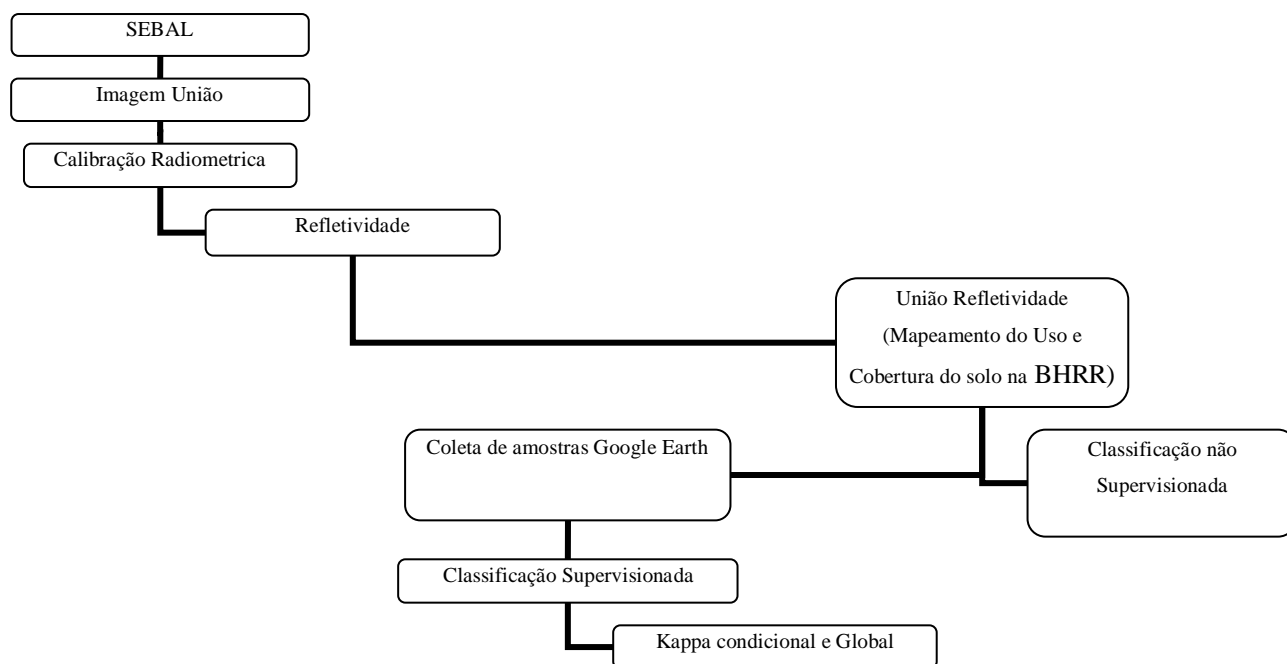 SEBAL
Imagem União
Calibração Radiometrica
Refletividade
União Refletividade
(Mapeamento do Uso e
Cobertura do solo na BHRR)
Coleta de amostras Google Earth
Classificação não
Supervisionada
Classificação Supervisionada
Kappa condicional e Global